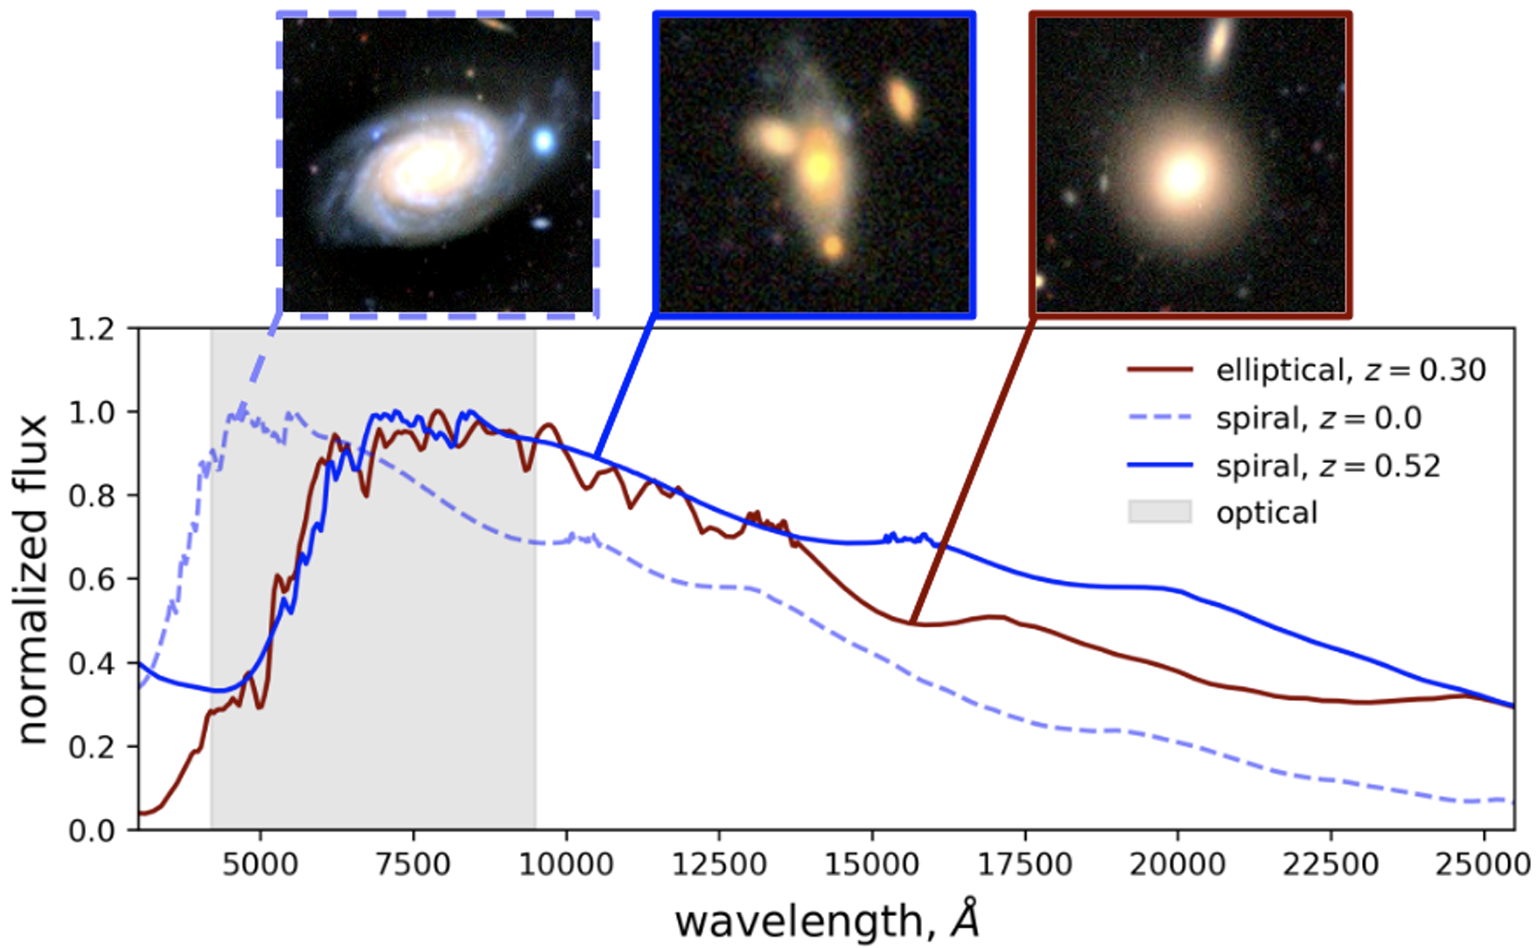 elliptical, z = 0.30
spiral, z = 0.0
spiral, z = 0.52
optical
normalized flux
1.2
1.0
0.8
0.6
0.4
0.2
0.0
5000 7500 10000 12500 15000 17500 20000 22500 25000
wavelength, Å